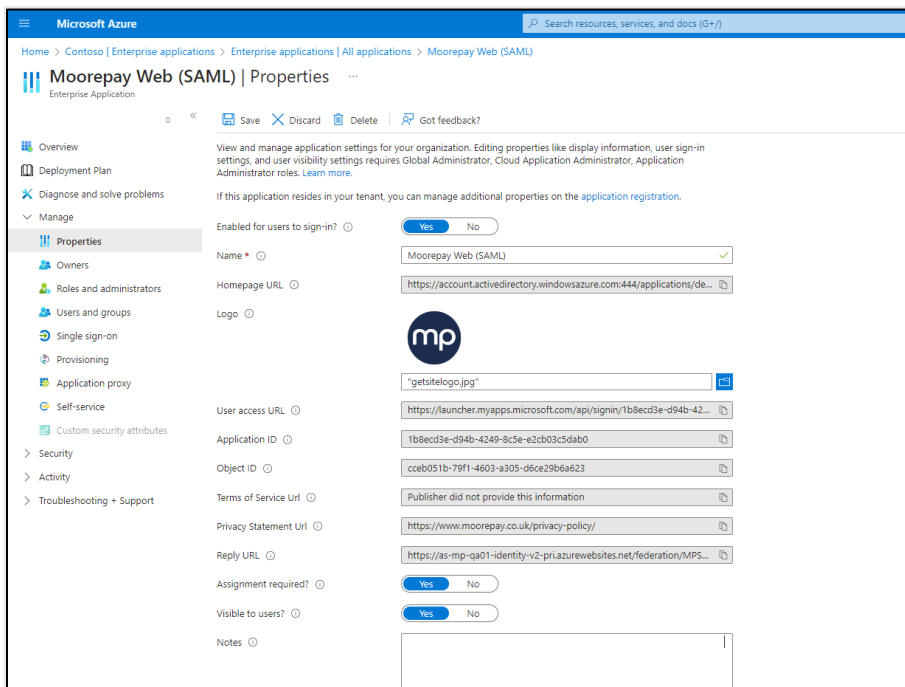 Microsoft Azure
Search resources, services, and docs (G+/)
Home > Contoso | Enterprise applications > Enterprise applications | All applications > Moorepay Web (SAML)
Moorepay Web (SAML) | Properties ...
Enterprise Application
Save Discard Delete Got feedback?
Overview
Deployment Plan
Diagnose and solve problems
Manage
Properties
Owners
Roles and administrators
Users and groups
Single sign-on
Provisioning
Application proxy
Self-service
Custom security attributes
Security
Activity
Troubleshooting + Support
View and manage application settings for your organization. Editing properties like display information, user sign-in
settings, and user visibility settings requires Global Administrator, Cloud Application Administrator, Application
Administrator roles. Learn more.
If this application resides in your tenant, you can manage additional properties on the application registration.
Enabled for users to sign-in? Yes No
Name * Moorepay Web (SAML)
Homepage URL https://account.activedirectory.windowsazure.com:444/applications/de...
Logo
mp
"getsitelogo.jpg"
User access URL https://launcher.myapps.microsoft.com/api/signin/1b8ecd3e-d94b-42...
Application ID 1b8ecd3e-d94b-4249-8c5e-e2cb03c5dab0
Object ID cceb051b-79f1-4603-a305-d6ce29b6a623
Terms of Service Url Publisher did not provide this information
Privacy Statement Url https://www.moorepay.co.uk/privacy-policy/
Reply URL https://as-mp-qa01-identity-v2-pri.azurewebsites.net/federation/MPS...
Assignment required? Yes No
Visible to users? Yes No
Notes